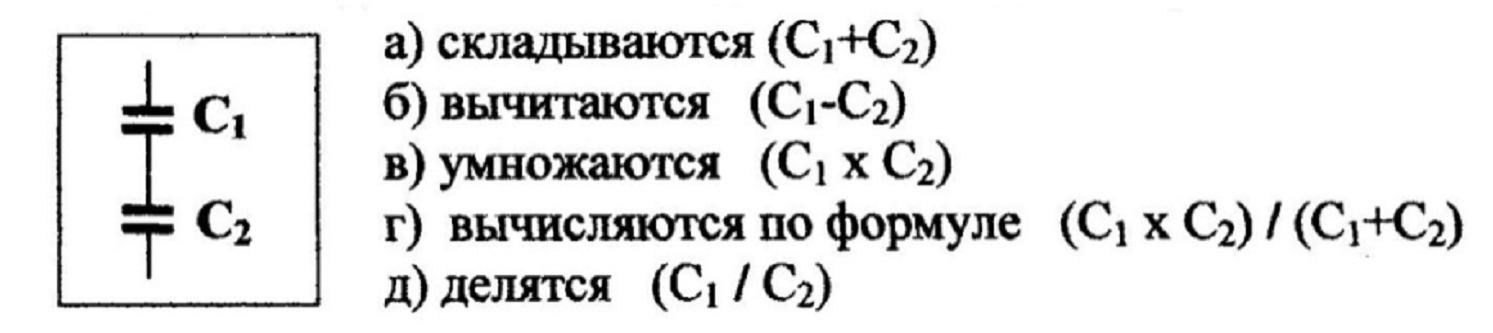 а) складываются (C₁+C₂)
б) вычитаются (C₁-C₂)
в) умножаются (C₁ x C₂)
г) вычисляются по формуле (C₁ x C₂) / (C₁+C₂)
д) делятся (C₁ / C₂)
C₁
C₂